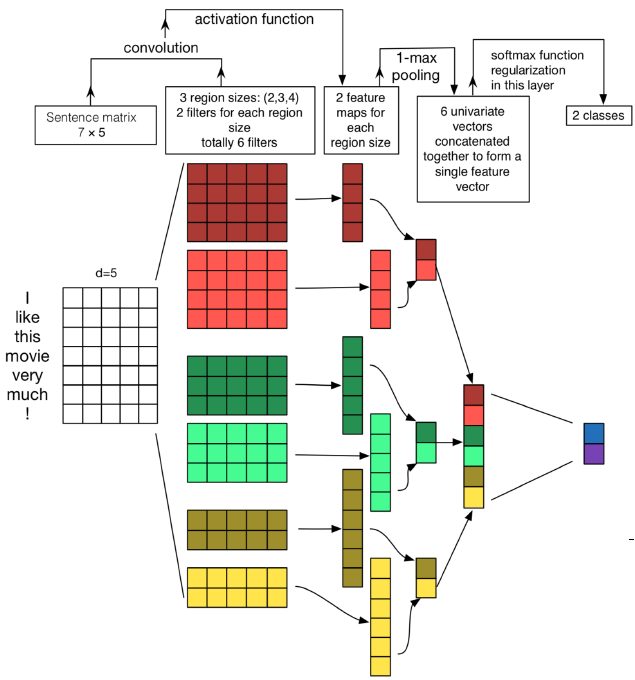 activation function
convolution
1-max
pooling
softmax function
regularization
in this layer
Sentence matrix
7 × 5
3 region sizes: (2,3,4)
2 filters for each region
size
totally 6 filters
2 feature
maps for
each
region size
6 univariate
vectors
concatenated
together to form a
single feature
vector
2 classes
d=5
I
like
this
movie
very
much
!